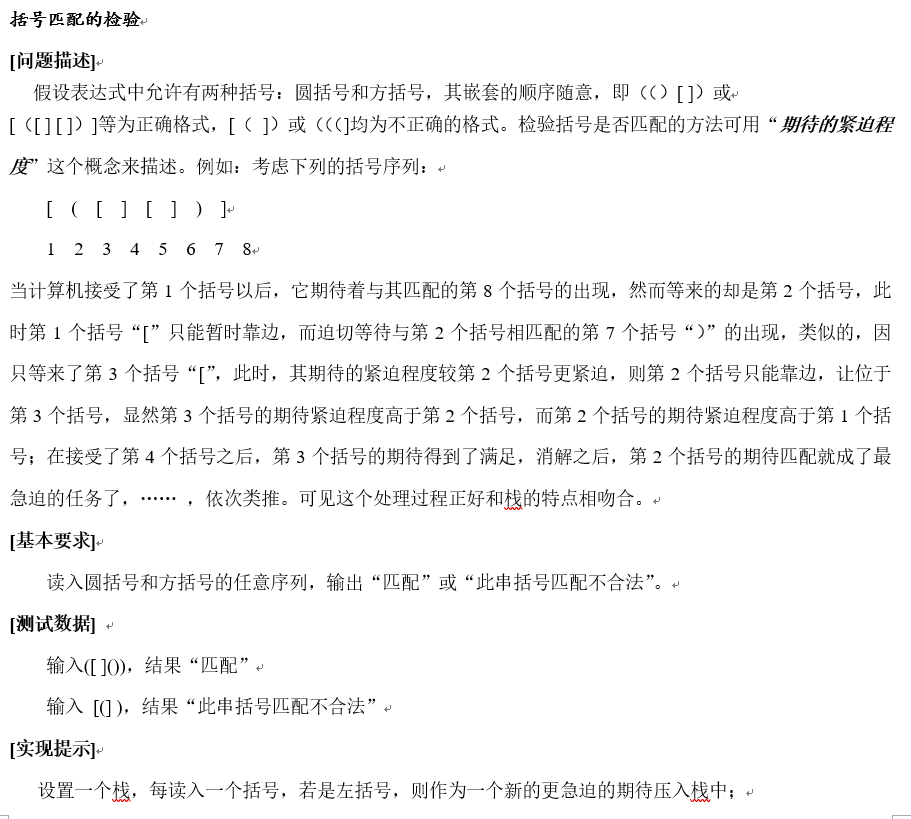 括号匹配的检验
[问题描述]
假设表达式中允许有两种括号：圆括号和方括号，其嵌套的顺序随意，即（（）[ ]）或
[（[ ] [ ]）]等为正确格式，[（ ]）或（（（]均为不正确的格式。检验括号是否匹配的方法可用“期待的紧迫程
度”这个概念来描述。例如：考虑下列的括号序列：
[ ( [ ] [ ] ) ]
1 2 3 4 5 6 7 8
当计算机接受了第 1 个括号以后，它期待着与其匹配的第 8 个括号的出现，然而等来的却是第 2 个括号，此
时第 1 个括号“[”只能暂时靠边，而迫切等待与第 2 个括号相匹配的第 7 个括号“）”的出现，类似的，因
只等来了第 3 个括号“[”，此时，其期待的紧迫程度较第 2 个括号更紧迫，则第 2 个括号只能靠边，让位于
第 3 个括号，显然第 3 个括号的期待紧迫程度高于第 2 个括号，而第 2 个括号的期待紧迫程度高于第 1 个括
号；在接受了第 4 个括号之后，第 3 个括号的期待得到了满足，消解之后，第 2 个括号的期待匹配就成了最
急迫的任务了，……，依次类推。可见这个处理过程正好和栈的特点相吻合。
[基本要求]
读入圆括号和方括号的任意序列，输出“匹配”或“此串括号匹配不合法”。
[测试数据]
输入([ ]())，结果“匹配”
输入 [(] )，结果“此串括号匹配不合法”
[实现提示]
设置一个栈，每读入一个括号，若是左括号，则作为一个新的更急迫的期待压入栈中；